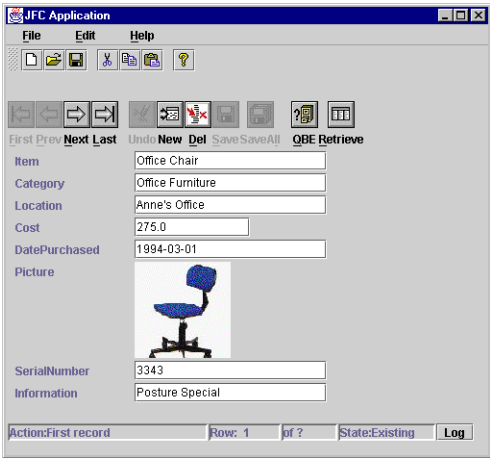 JFC Application
File Edit Help
First Prev Next Last Undo New Del Save SaveAll QBE Retrieve
Item Office Chair
Category Office Furniture
Location Anne's Office
Cost 275.0
DatePurchased 1994-03-01
Picture
SerialNumber 3343
Information Posture Special
Action:First record Row: 1 of ? State:Existing Log